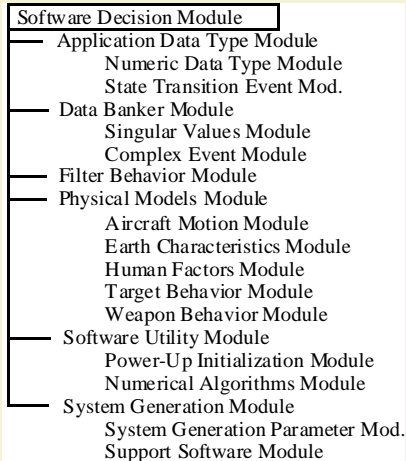 Software Decision Module
Application Data Type Module
Numeric Data Type Module
State Transition Event Mod.
Data Banker Module
Singular Values Module
Complex Event Module
Filter Behavior Module
Physical Models Module
Aircraft Motion Module
Earth Characteristics Module
Human Factors Module
Target Behavior Module
Weapon Behavior Module
Software Utility Module
Power-Up Initialization Module
Numerical Algorithms Module
System Generation Module
System Generation Parameter Mod.
Support Software Module